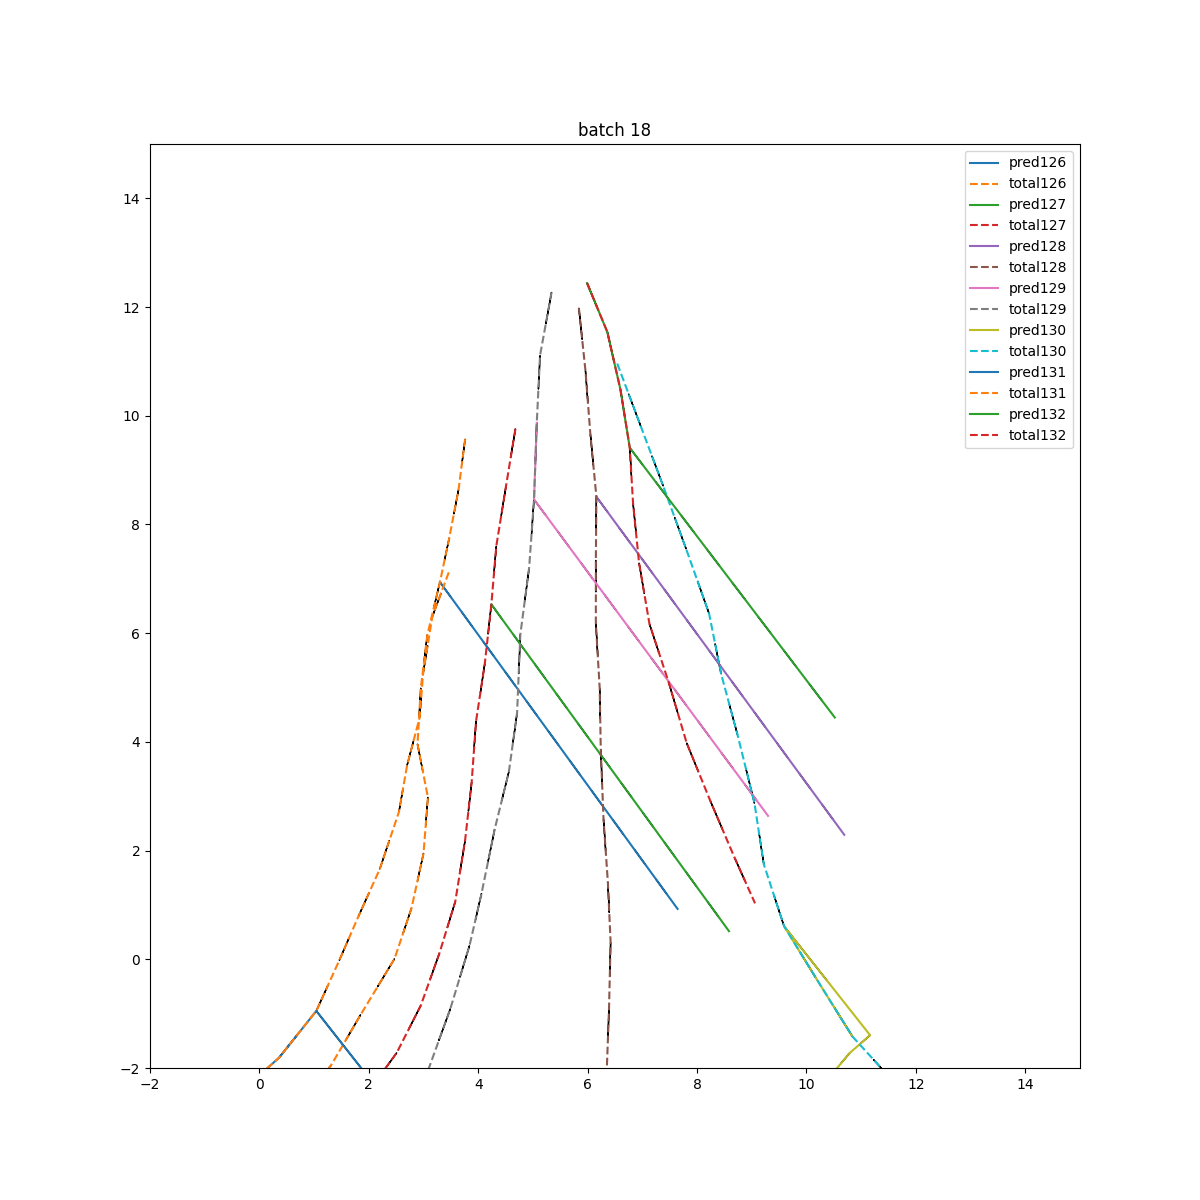 batch 18
pred126
total126
pred127
total127
pred128
total128
pred129
total129
pred130
total130
pred131
total131
pred132
total132
14
12
10
8
6
4
2
0
−2
−2 0 2 4 6 8 10 12 14